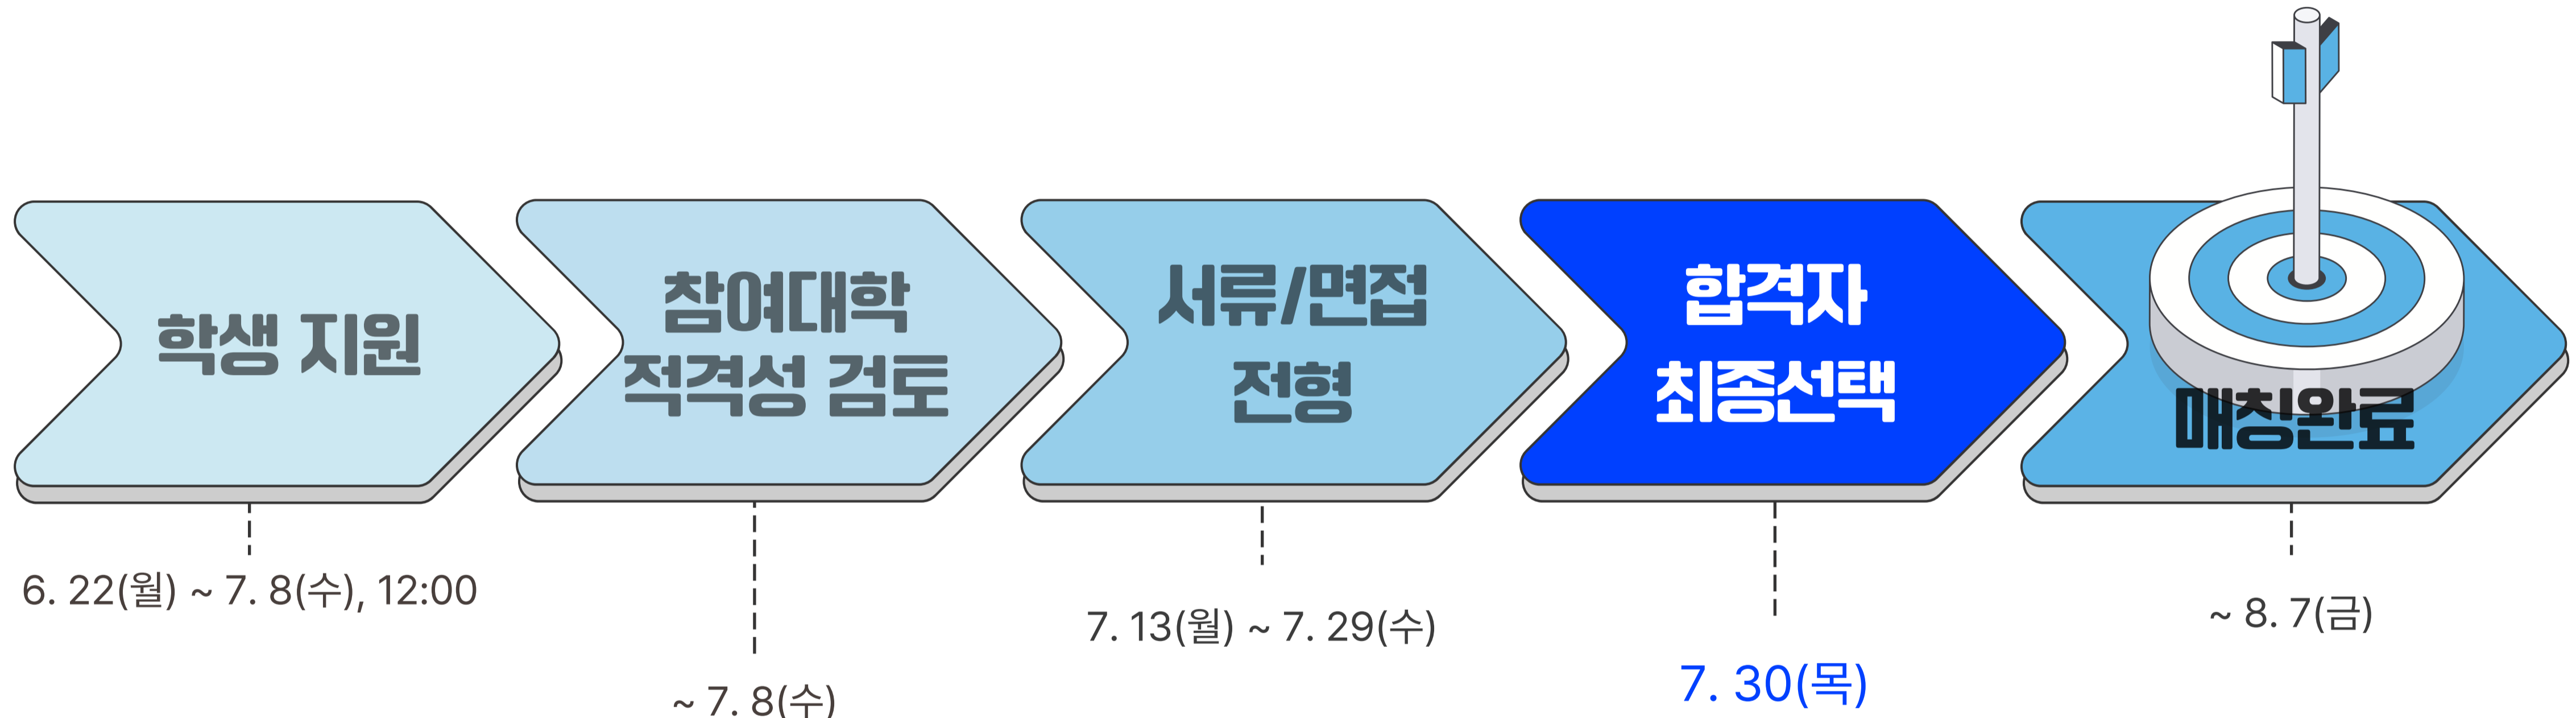 학생 지원
참여대학
적격성 검토
서류/면접
전형
합격자
최종선택
매칭완료
6. 22(월) ~ 7. 8(수), 12:00
~ 7. 8(수)
7. 13(월) ~ 7. 29(수)
7. 30(목)
~ 8. 7(금)